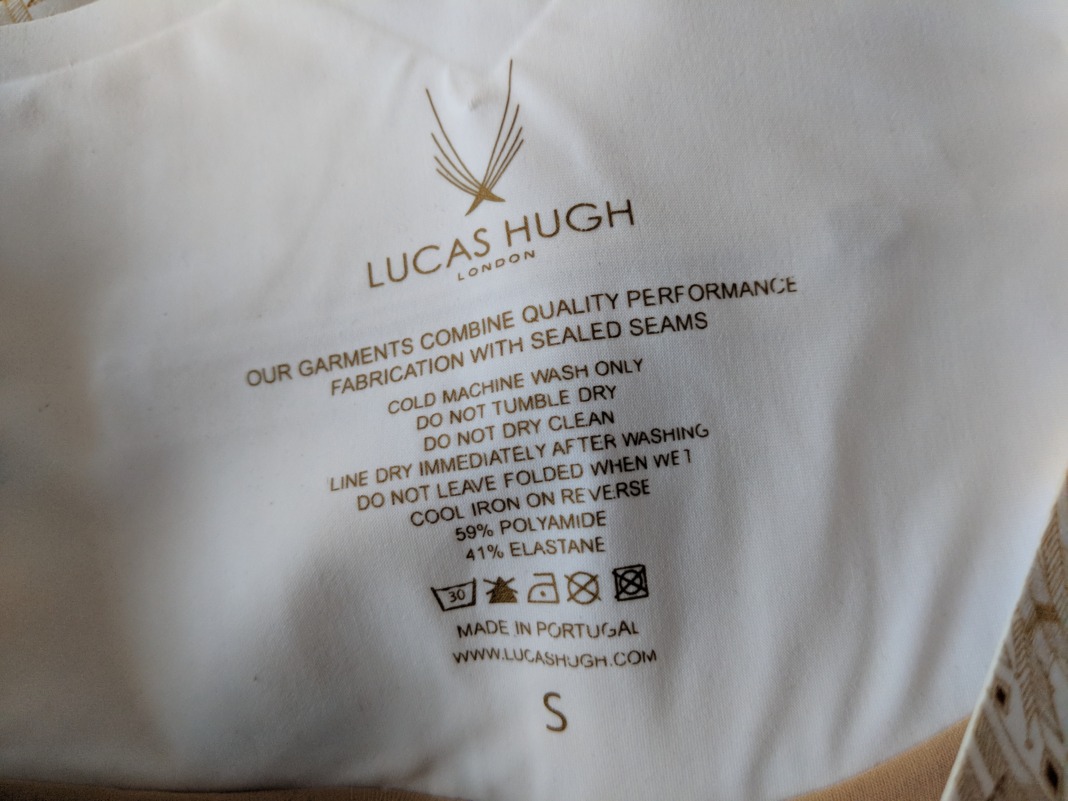 LUCAS HUGH
LONDON
OUR GARMENTS COMBINE QUALITY PERFORMANCE
FABRICATION WITH SEALED SEAMS
COLD MACHINE WASH ONLY
DO NOT TUMBLE DRY
DO NOT DRY CLEAN
LINE DRY IMMEDIATELY AFTER WASHING
DO NOT LEAVE FOLDED WHEN WET
COOL IRON ON REVERSE
59% POLYAMIDE
41% ELASTANE
30
MADE IN PORTUGAL
WWW.LUCASHUGH.COM
S